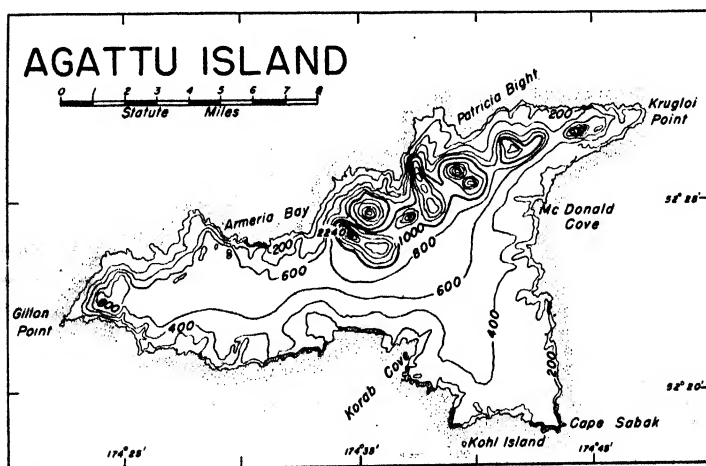 AGATTU ISLAND
0 1 2 3 4 5 6 7 8
Statute Miles
Patricia Bight
200
Krugloi
Point
52° 25'
Mc Donald
Cove
Armeria Bay
200
2240
1000
800
600
600
800
400
400
200
Gillon
Point
Korab Cove
52° 20'
Cape Sabak
Kohl Island
174° 25'
174° 35'
174° 45'